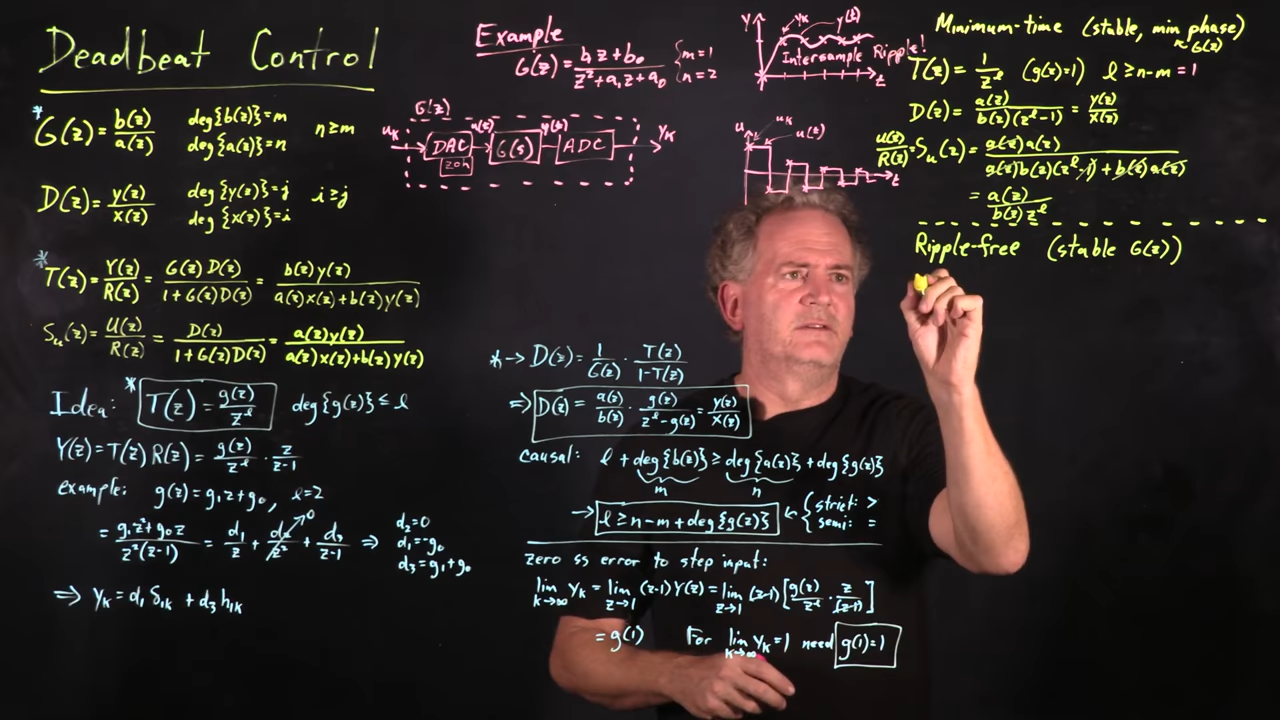 Deadbeat Control
* G(z) = b(z)/a(z) deg{b(z)}=m deg{a(z)}=n n≥m
D(z) = y(z)/x(z) deg{y(z)}=j deg{x(z)}=i i≥j
* T(z) = Y(z)/R(z) = G(z)D(z)/(1+G(z)D(z)) = b(z)y(z)/(a(z)x(z)+b(z)y(z))
Su(z) = U(z)/R(z) = D(z)/(1+G(z)D(z)) = a(z)y(z)/(a(z)x(z)+b(z)y(z))
Idea: * T(z) = g(z)/z^ℓ deg{g(z)} ≤ ℓ
Y(z) = T(z) R(z) = g(z)/z^ℓ · z/(z-1)
example: g(z) = g₁z+g₀, ℓ=2
= (g₁z²+g₀z)/(z²(z-1)) = d₁/z + d₂/z² → 0 + d₃/(z-1) ⇒ d₂=0 d₁=-g₀ d₃=g₁+g₀
⇒ yk = d₁ δ1k + d₃ h1k
Example
G(z) = (b₁z+b₀)/(z²+a₁z+a₀) { m=1 n=2
G(z)
uk DAC zoh u(t) G(s) y(t) ADC yk
y yk y(t)
Intersample Ripple!
t
u uk
u(t)
t
* → D(z) = 1/G(z) · T(z)/(1-T(z))
⇒ D(z) = a(z)/b(z) · g(z)/(z^ℓ-g(z)) = y(z)/x(z)
causal: ℓ + deg{b(z)} ≥ deg{a(z)} + deg{g(z)}
m n
→ ℓ ≥ n-m+deg{g(z)} ← { strict: > semi: =
zero ss error to step input:
lim k→∞ yk = lim z→1 (z-1)Y(z) = lim z→1 (z-1)[g(z)/z^ℓ · z/(z-1)]
= g(1) For lim k→∞ yk=1 need g(1)=1
Minimum-time (stable, min phase)
G(z)
T(z) = 1/z^ℓ (g(z)=1) ℓ ≥ n-m = 1
D(z) = a(z)/(b(z)(z^ℓ-1)) = y(z)/x(z)
u(z)/R(z) = Su(z) = a(z)a(z)/(a(z)b(z)(z^ℓ-1)+b(z)a(z))
= a(z)/(b(z)z^ℓ)
Ripple-free (stable G(z))